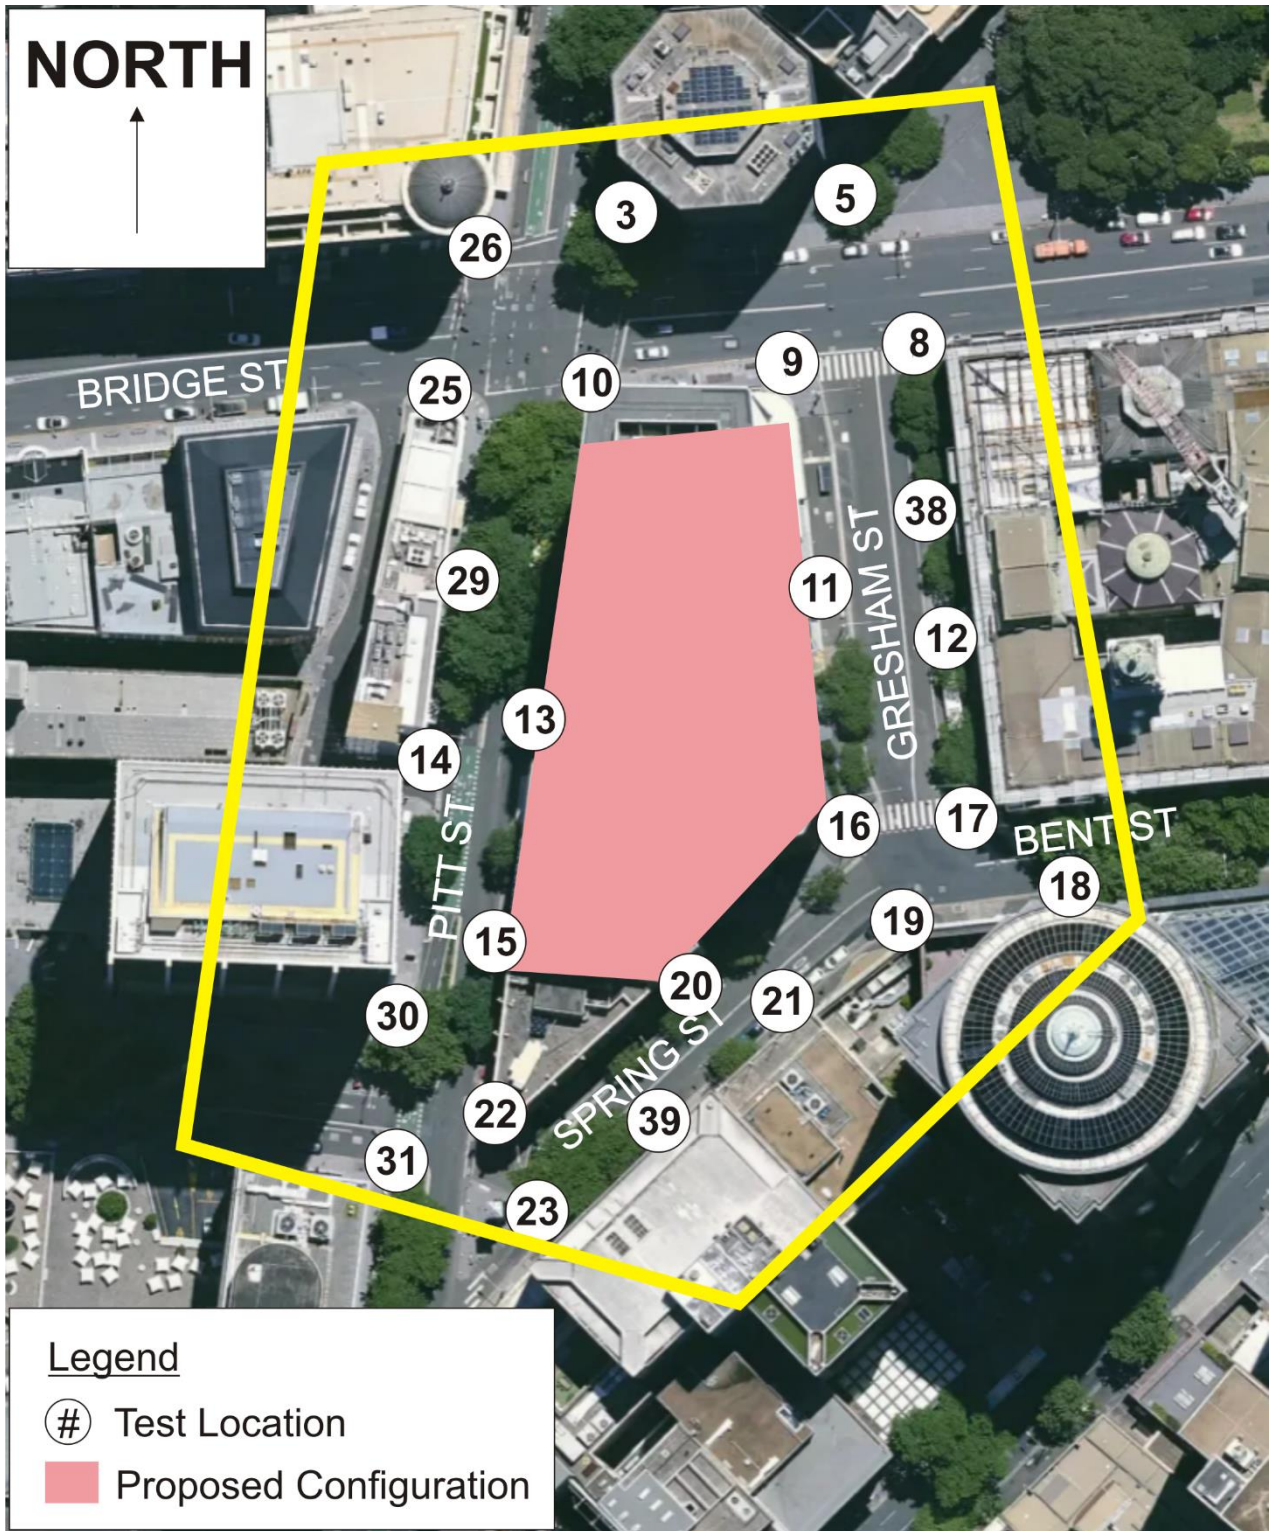 NORTH
3
5
26
8
9
BRIDGE ST
25
10
38
29
11
GRESHAM ST
12
13
14
PITT ST
16
17
BENT ST
18
15
19
20
21
30
SPRING ST
22
39
31
23
Legend
# Test Location
Proposed Configuration